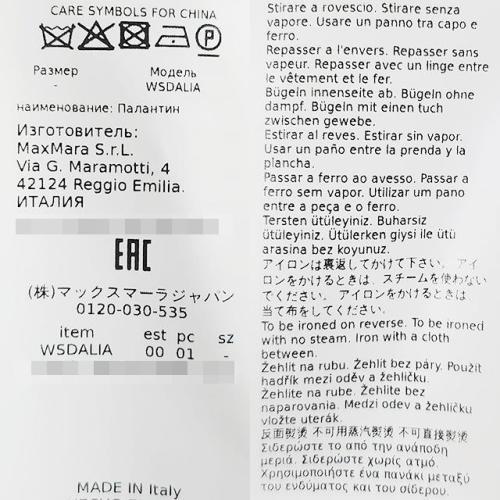 CARE SYMBOLS FOR CHINA
P
Размер Модель
- WSDALIA
наименование: Палантин
Изготовитель:
MaxMara S.r.L.
Via G. Maramotti, 4
42124 Reggio Emilia.
ИТАЛИЯ
EAC
(株)マックスマーラジャパン
0120-030-535
item est pc sz
WSDALIA 00 01 -
MADE IN Italy
Stirare a rovescio. Stirare senza
vapore. Usare un panno tra capo e
ferro.
Repasser a l'envers. Repasser sans
vapeur. Repasser avec un linge entre
le vêtement et le fer.
Bügeln innenseite ab. Bügeln ohne
dampf. Bügeln mit einen tuch
zwischen gewebe.
Estirar al reves. Estirar sin vapor.
Usar un paño entre la prenda y la
plancha.
Passar a ferro ao avesso. Passar a
ferro sem vapor. Utilizar um pano
entre a peça e o ferro.
Tersten ütüleyiniz. Buharsiz
ütüleyiniz. Ütülerken giysi ile ütü
arasina bez koyunuz.
アイロンは裏返してかけて下さい。 アイ
ロンをかけるときは、スチームを使わない
でください。 アイロンをかけるときは
当て布をしてください。
To be ironed on reverse. To be ironed
with no steam. Iron with a cloth
between.
Žehlit na rubu. Žehlit bez páry. Použít
hadřík mezi oděv a žehličku.
Žehlite na rube. Žehlite bez
naparovania. Medzi odev a žehličku
vložte uterák.
反面熨烫 不可用蒸汽熨烫 不可直接熨烫
Σιδερώστε το από την ανάποδη
μεριά. Σιδερώστε χωρίς ατμό.
Χρησιμοποιήστε ένα πανάκι μεταξύ
του ενδύματος και του σίδερου.